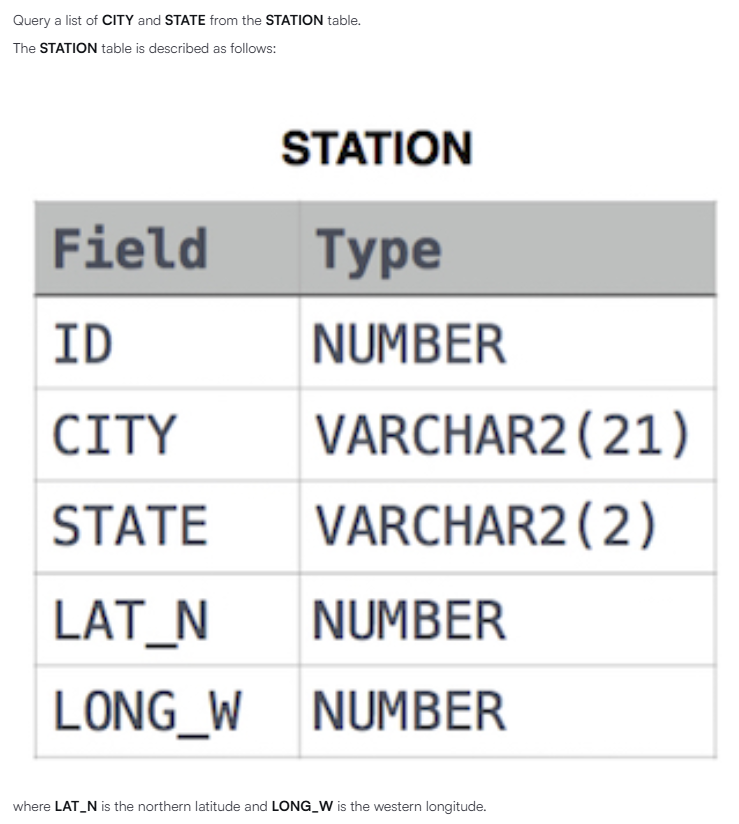 Query a list of CITY and STATE from the STATION table.
The STATION table is described as follows:
STATION
Field Type
ID NUMBER
CITY VARCHAR2(21)
STATE VARCHAR2(2)
LAT_N NUMBER
LONG_W NUMBER
where LAT_N is the northern latitude and LONG_W is the western longitude.